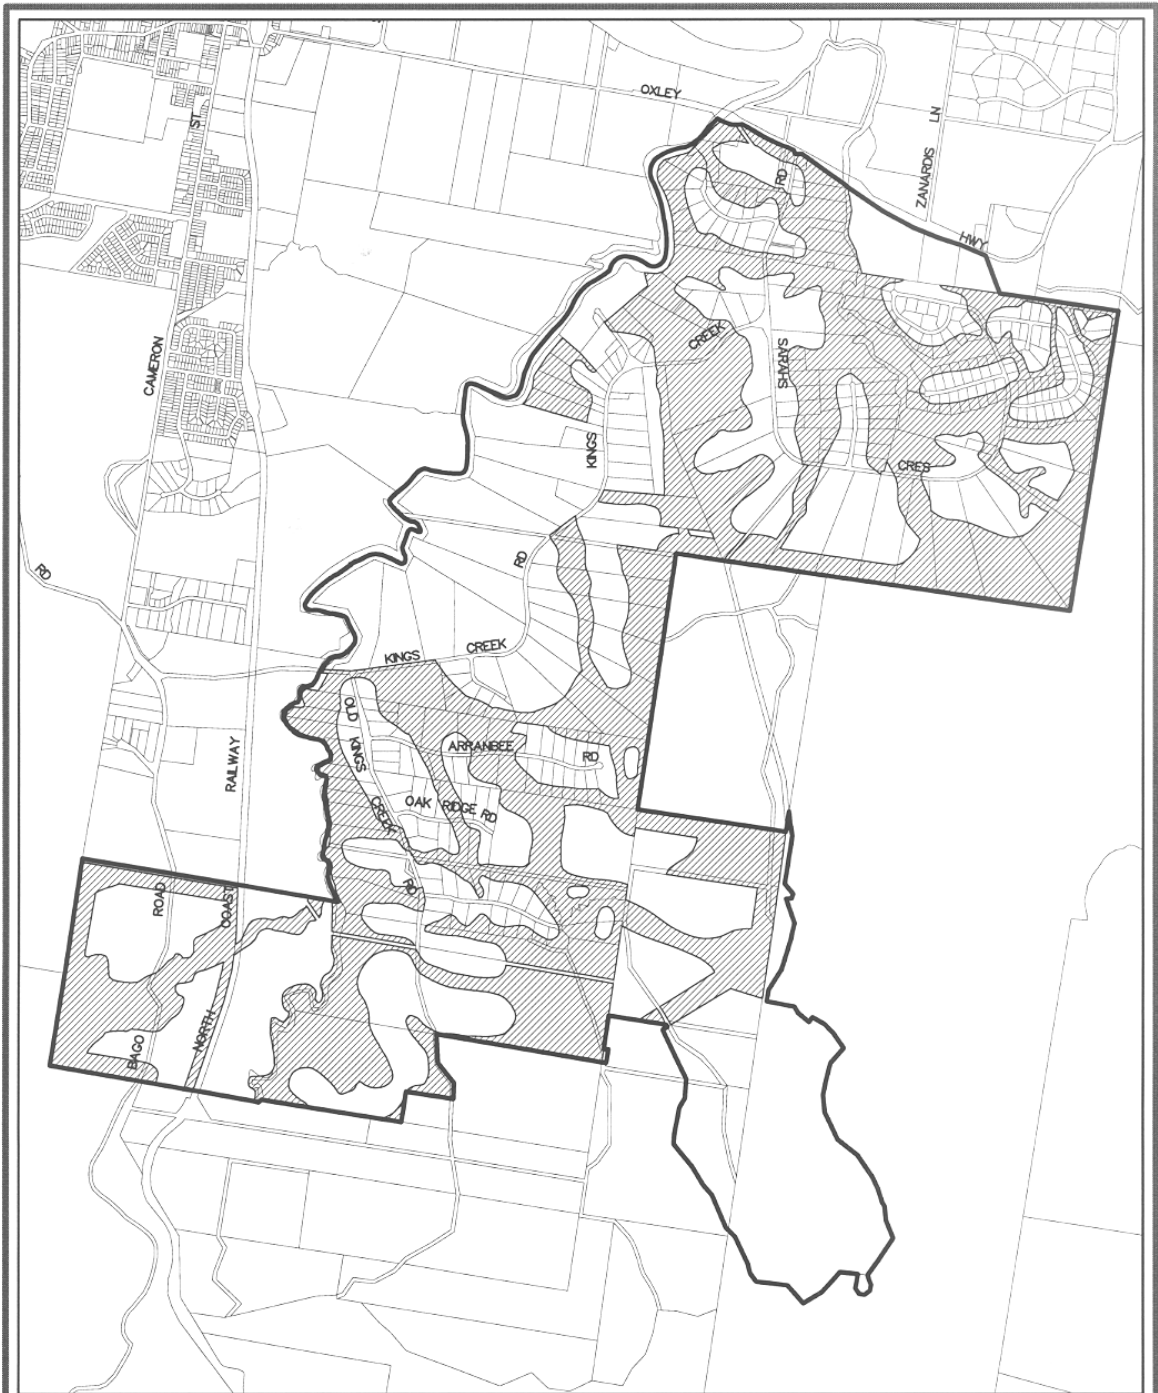 OXLEY
ST
LN
ZANARDIS
RD
HWY
CREEK
SARAHS
CAMERON
KINGS
CRES
RD
RD
KINGS CREEK
OLD KINGS CREEK RD
ARRANBEE RD
OAK RIDGE RD
RAILWAY
ROAD
COAST
NORTH
BAGO